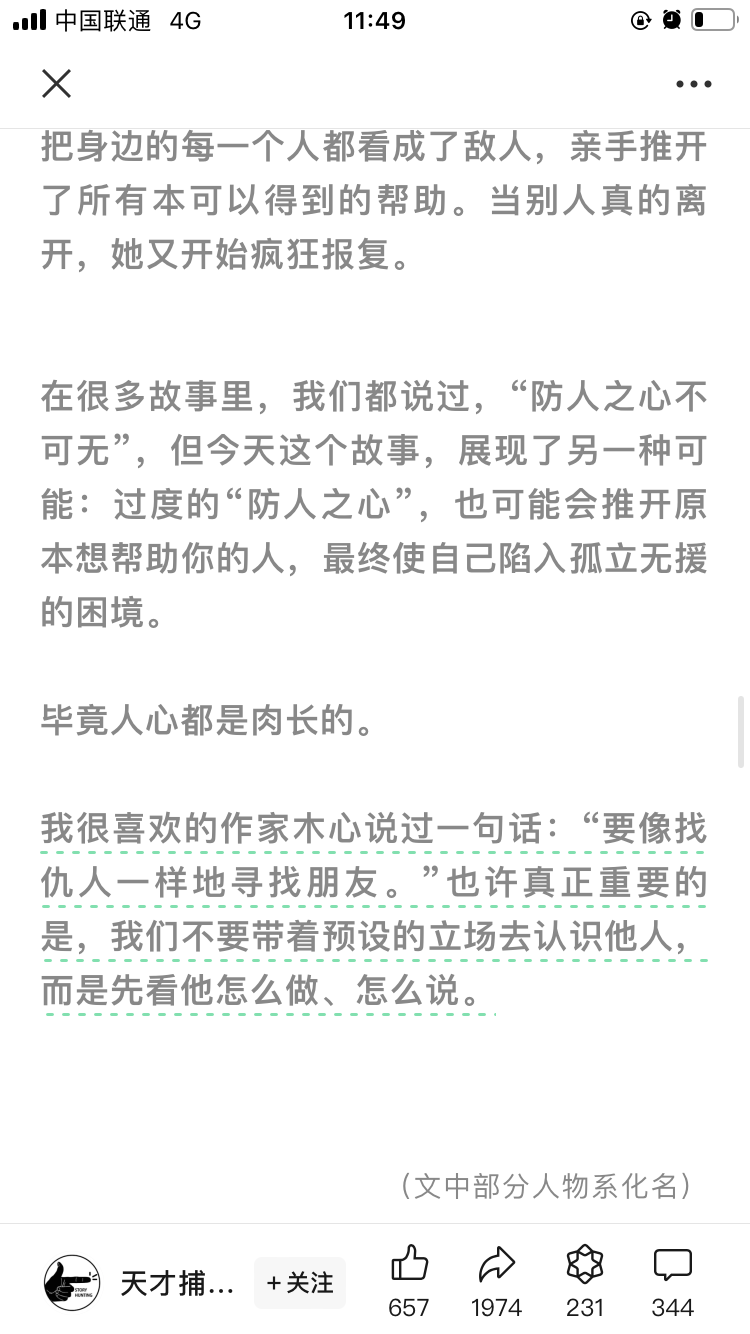 中国联通 4G 11:49
把身边的每一个人都看成了敌人，亲手推开
了所有本可以得到的帮助。当别人真的离
开，她又开始疯狂报复。
在很多故事里，我们都说过，“防人之心不
可无”，但今天这个故事，展现了另一种可
能：过度的“防人之心”，也可能会推开原
本想帮助你的人，最终使自己陷入孤立无援
的困境。
毕竟人心都是肉长的。
我很喜欢的作家木心说过一句话：“要像找
仇人一样地寻找朋友。”也许真正重要的
是，我们不要带着预设的立场去认识他人，
而是先看他怎么做、怎么说。
（文中部分人物系化名）
STORY
HUNTING
天才捕... +关注
657 1974 231 344